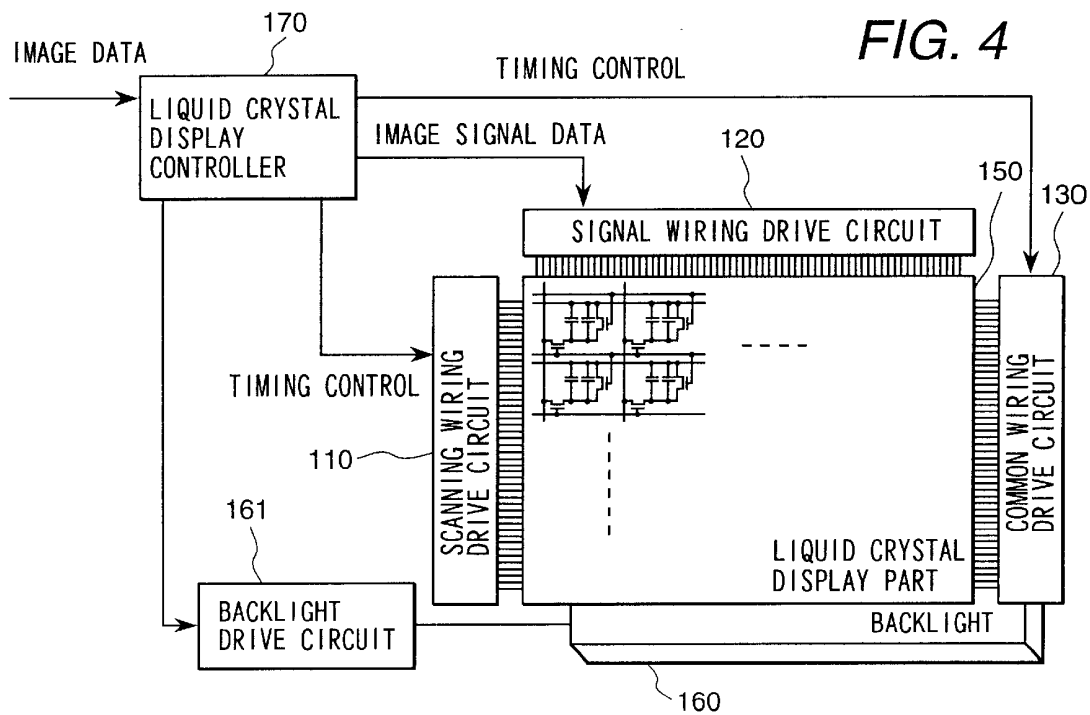 FIG. 4
170
IMAGE DATA
TIMING CONTROL
LIQUID CRYSTAL
DISPLAY
CONTROLLER
IMAGE SIGNAL DATA
120
150
130
SIGNAL WIRING DRIVE CIRCUIT
TIMING CONTROL
110
SCANNING WIRING
DRIVE CIRCUIT
COMMON WIRING
DRIVE CIRCUIT
161
LIQUID CRYSTAL
DISPLAY PART
BACKLIGHT
DRIVE CIRCUIT
BACKLIGHT
160